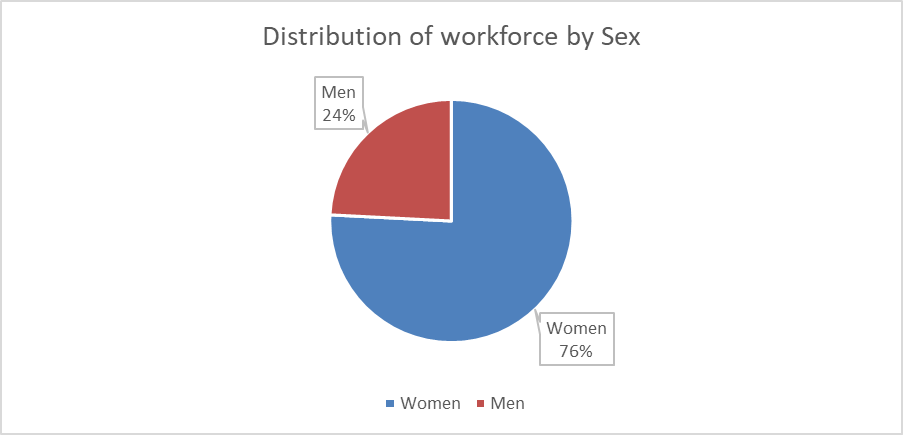 Distribution of workforce by Sex
Men
24%
Women
76%
Women
Men